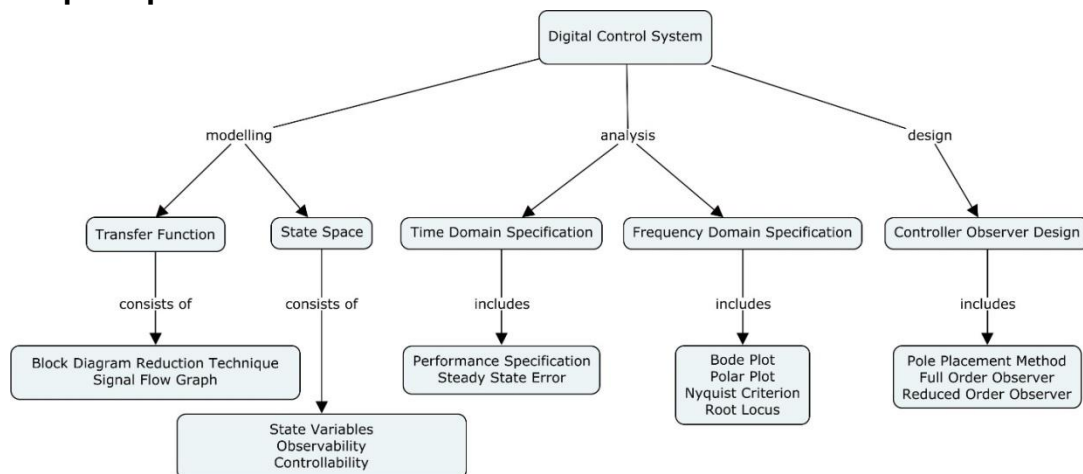 Digital Control System
modelling
analysis
design
Transfer Function
State Space
Time Domain Specification
Frequency Domain Specification
Controller Observer Design
consists of
consists of
includes
includes
includes
Block Diagram Reduction Technique
Signal Flow Graph
State Variables
Observability
Controllability
Performance Specification
Steady State Error
Bode Plot
Polar Plot
Nyquist Criterion
Root Locus
Pole Placement Method
Full Order Observer
Reduced Order Observer